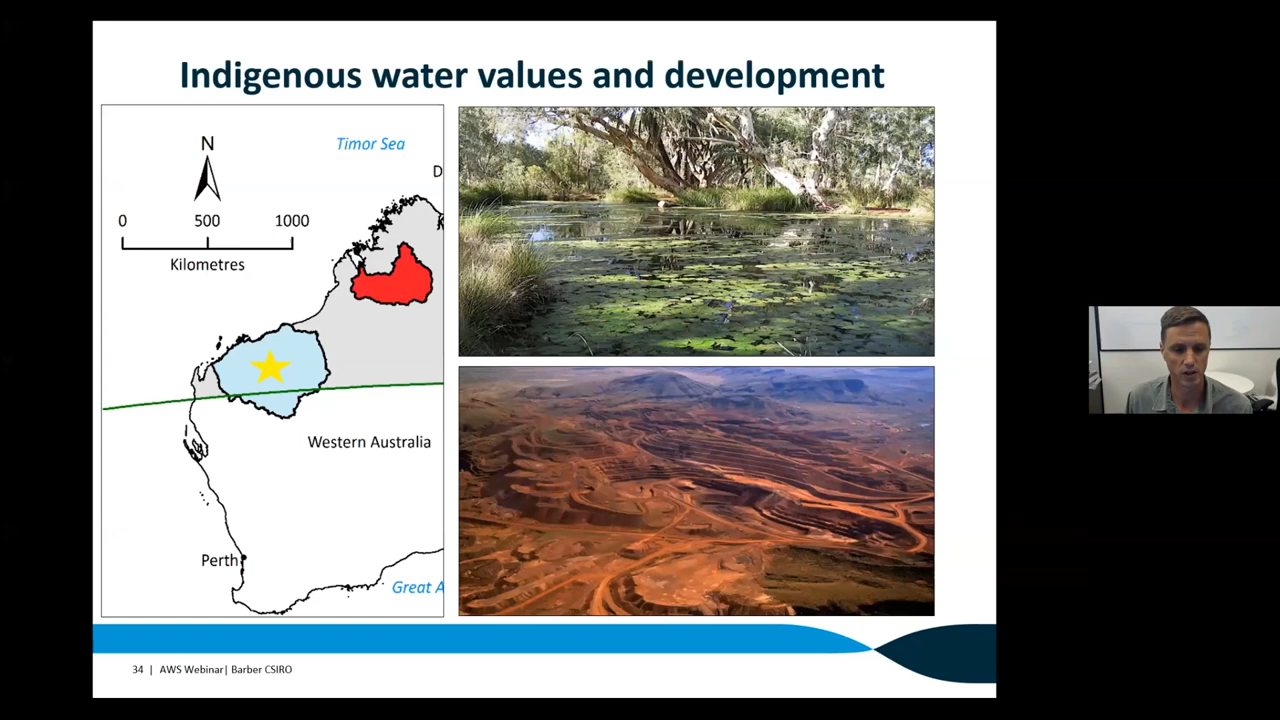 Indigenous water values and development
Timor Sea
N
D
0 500 1000
Kilometres
Western Australia
Perth
Great A
34 | AWS Webinar| Barber CSIRO